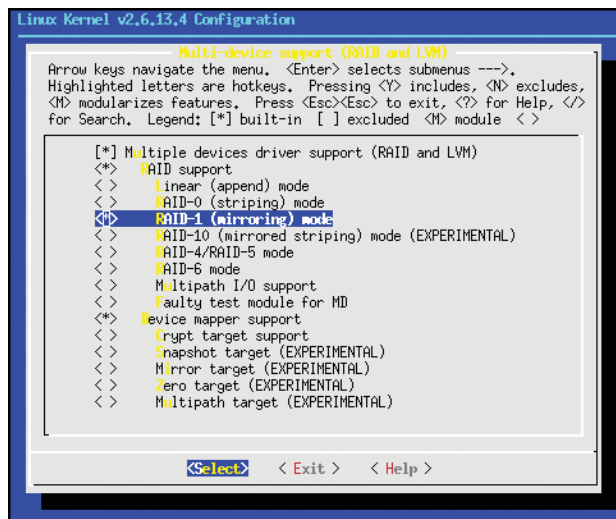 Linux Kernel v2.6.13.4 Configuration
Multi-device support (RAID and LVM)
Arrow keys navigate the menu. <Enter> selects submenus --->.
Highlighted letters are hotkeys. Pressing <Y> includes, <N> excludes,
<M> modularizes features. Press <Esc><Esc> to exit, <?> for Help, </>
for Search. Legend: [*] built-in [ ] excluded <M> module < >
[*] Multiple devices driver support (RAID and LVM)
<*> RAID support
< > Linear (append) mode
< > RAID-0 (striping) mode
<*> RAID-1 (mirroring) mode
< > RAID-10 (mirrored striping) mode (EXPERIMENTAL)
< > RAID-4/RAID-5 mode
< > RAID-6 mode
< > Multipath I/O support
< > Faulty test module for MD
<*> Device mapper support
< > Crypt target support
< > Snapshot target (EXPERIMENTAL)
< > Mirror target (EXPERIMENTAL)
< > Zero target (EXPERIMENTAL)
< > Multipath target (EXPERIMENTAL)
<Select> < Exit > < Help >